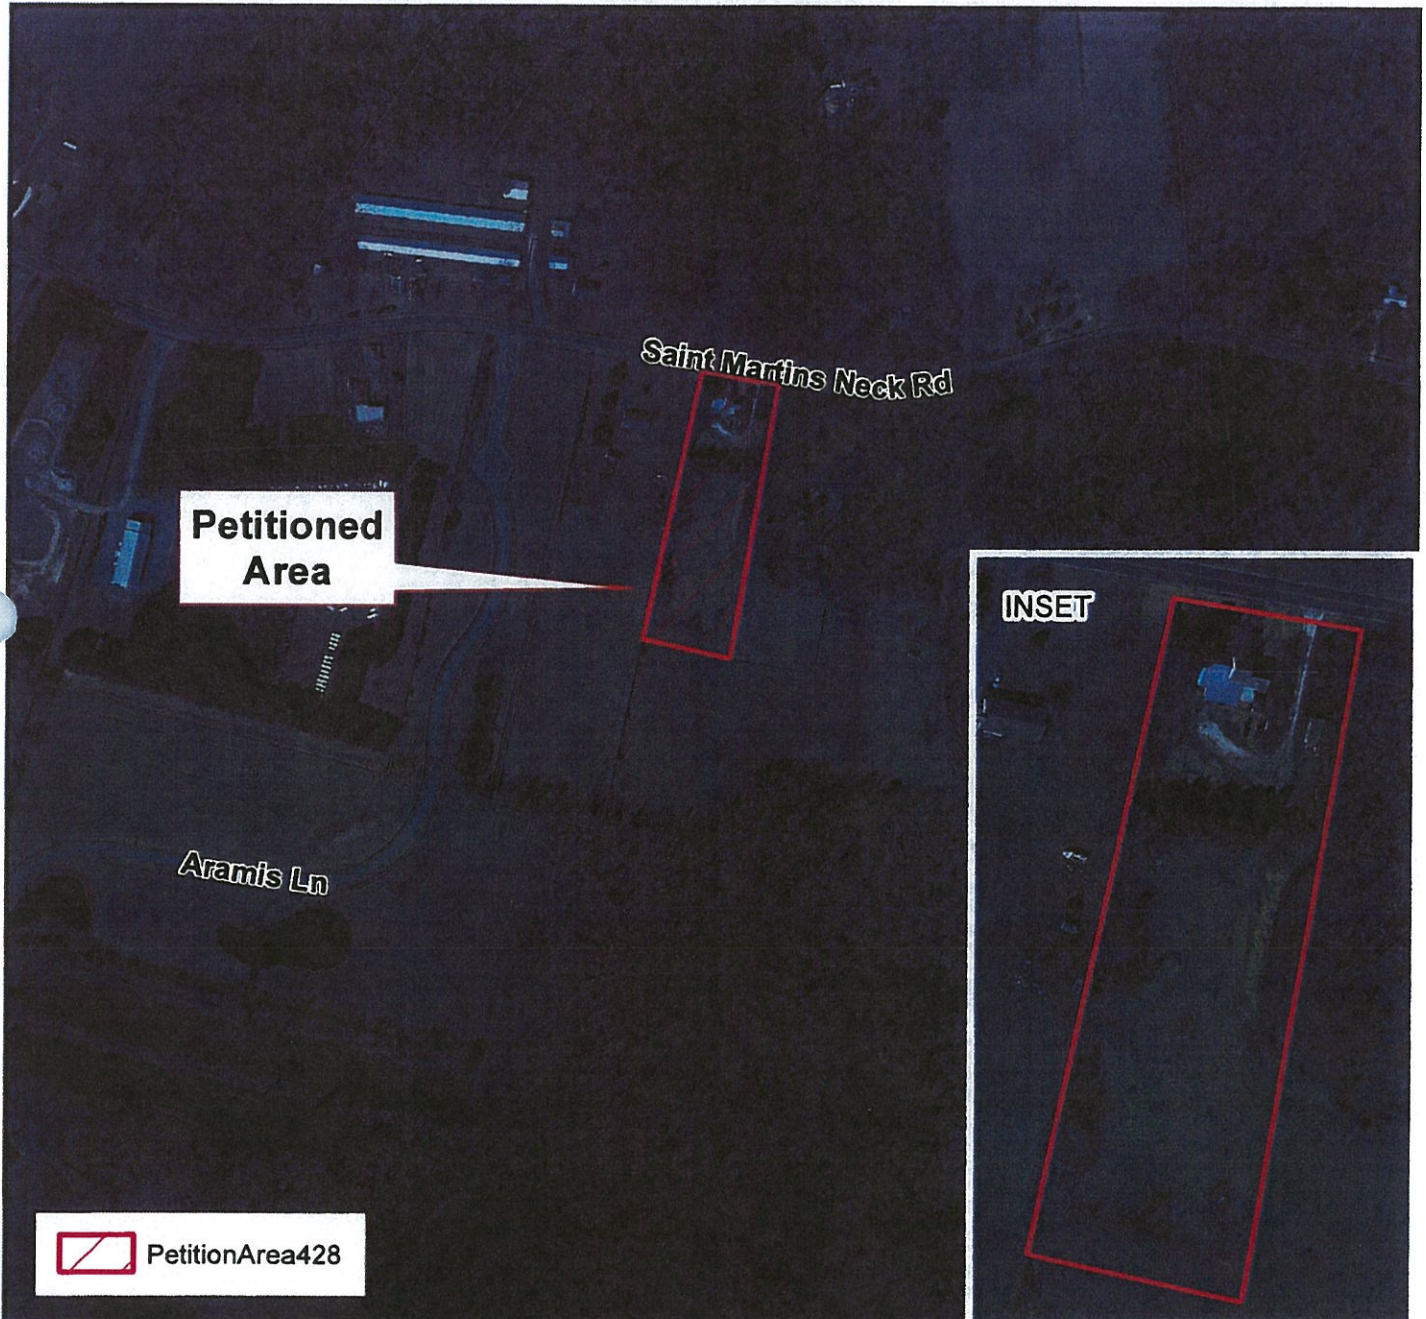 Saint Martins Neck Rd
Petitioned
Area
INSET
Aramis Ln
PetitionArea428